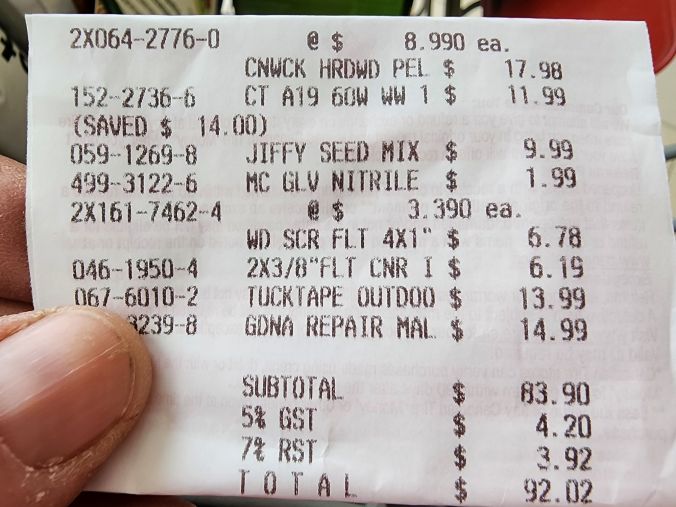 2X064-2776-0 @ $ 8.990 ea.
CNWCK HRDWD PEL $ 17.98
152-2736-6 CT A19 60W WW 1 $ 11.99
(SAVED $ 14.00)
059-1269-8 JIFFY SEED MIX $ 9.99
499-3122-6 MC GLV NITRILE $ 1.99
2X161-7462-4 @ $ 3.390 ea.
WD SCR FLT 4X1" $ 6.78
046-1950-4 2X3/8"FLT CNR I $ 6.19
067-6010-2 TUCKTAPE OUTDOO $ 13.99
3239-8 GDNA REPAIR MAL $ 14.99
SUBTOTAL $ 83.90
5% GST $ 4.20
7% RST $ 3.92
T O T A L $ 92.02